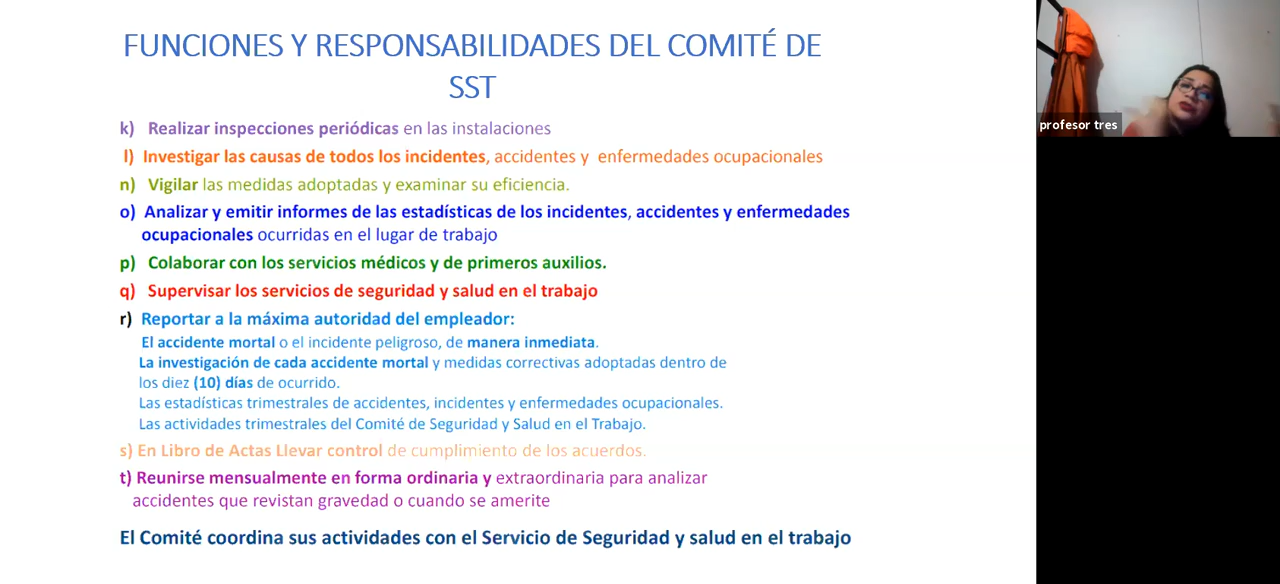 FUNCIONES Y RESPONSABILIDADES DEL COMITÉ DE
SST
k) Realizar inspecciones periódicas en las instalaciones
l) Investigar las causas de todos los incidentes, accidentes y enfermedades ocupacionales
n) Vigilar las medidas adoptadas y examinar su eficiencia.
o) Analizar y emitir informes de las estadísticas de los incidentes, accidentes y enfermedades
ocupacionales ocurridas en el lugar de trabajo
p) Colaborar con los servicios médicos y de primeros auxilios.
q) Supervisar los servicios de seguridad y salud en el trabajo
r) Reportar a la máxima autoridad del empleador:
El accidente mortal o el incidente peligroso, de manera inmediata.
La investigación de cada accidente mortal y medidas correctivas adoptadas dentro de
los diez (10) días de ocurrido.
Las estadísticas trimestrales de accidentes, incidentes y enfermedades ocupacionales.
Las actividades trimestrales del Comité de Seguridad y Salud en el Trabajo.
s) En Libro de Actas Llevar control de cumplimiento de los acuerdos.
t) Reunirse mensualmente en forma ordinaria y extraordinaria para analizar
accidentes que revistan gravedad o cuando se amerite
El Comité coordina sus actividades con el Servicio de Seguridad y salud en el trabajo
profesor tres